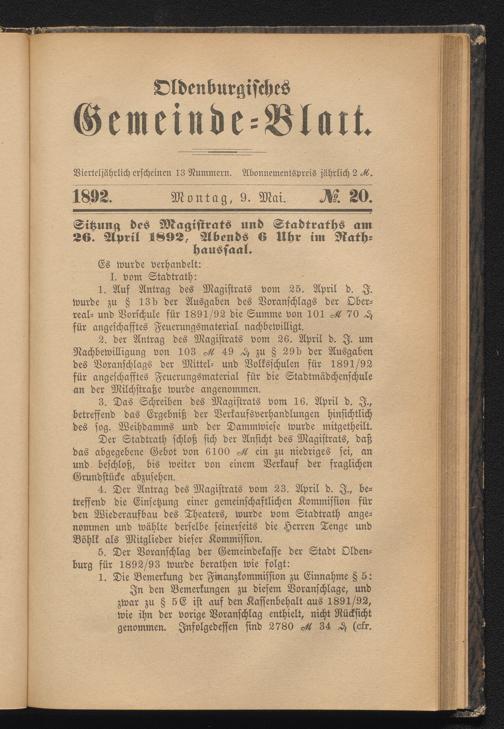 Oldenburgisches
Gemeinde-Blatt.
Vierteljährlich erscheinen 13 Nummern. Abonnementspreis jährlich 2 ℳ.
1892. Montag, 9. Mai. № 20.
Sitzung des Magistrats und Stadtraths am
26. April 1892, Abends 6 Uhr im Rath-
haussaal.
Es wurde verhandelt:
I. vom Stadtrath:
1. Auf Antrag des Magistrats vom 25. April d. J.
wurde zu § 13b der Ausgaben des Voranschlags der Ober-
real- und Vorschule für 1891/92 die Summe von 101 ℳ 70 ₰
für angeschafftes Feuerungsmaterial nachbewilligt.
2. der Antrag des Magistrats vom 26. April d. J. um
Nachbewilligung von 103 ℳ 49 ₰ zu § 29b der Ausgaben
des Voranschlags der Mittel- und Volksschulen für 1891/92
für angeschafftes Feuerungsmaterial für die Stadtmädchenschule
an der Milchstraße wurde angenommen.
3. Das Schreiben des Magistrats vom 16. April d. J.,
betreffend das Ergebniß der Verkaufsverhandlungen hinsichtlich
des sog. Weihdamms und der Dammwiese wurde mitgetheilt.
Der Stadtrath schloß sich der Ansicht des Magistrats, daß
das abgegebene Gebot von 6100 ℳ ein zu niedriges sei, an
und beschloß, bis weiter von einem Verkauf der fraglichen
Grundstücke abzusehen.
4. Der Antrag des Magistrats vom 23. April d. J., be-
treffend die Einsetzung einer gemeinschaftlichen Kommission für
den Wiederaufbau des Theaters, wurde vom Stadtrath ange-
nommen und wählte derselbe seinerseits die Herren Tenge und
Böhlk als Mitglieder dieser Kommission.
5. Der Voranschlag der Gemeindekasse der Stadt Olden-
burg für 1892/93 wurde berathen wie folgt:
1. Die Bemerkung der Finanzkommission zu Einnahme § 5:
In den Bemerkungen zu diesem Voranschlage, und
zwar zu § 5E ist auf den Kassenbehalt aus 1891/92,
wie ihn der vorige Voranschlag enthielt, nicht Rücksicht
genommen. Infolgedessen sind 2780 ℳ 34 ₰ (cfr.